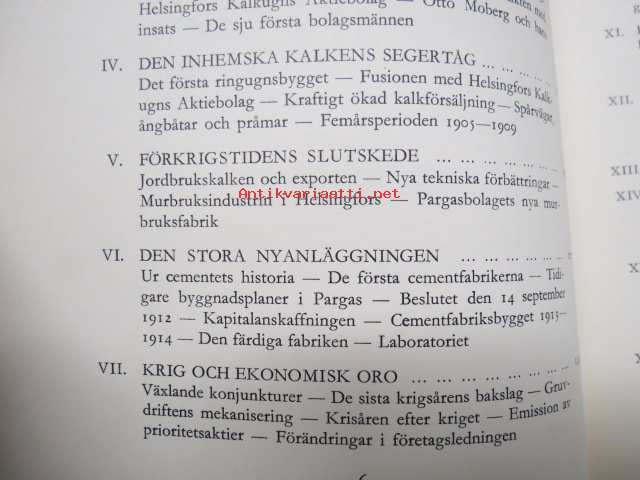 Helsingfors Kalkugns Aktiebolag — Otto Moberg och hans
insats — De sju första bolagsmännen
IV. DEN INHEMSKA KALKENS SEGERTÅG ... ... ... ...
Det första ringugnsbygget — Fusionen med Helsingfors Kalk-
ugns Aktiebolag — Kraftigt ökad kalkförsäljning — Spårvägar,
ångbåtar och pråmar — Femårsperioden 1905—1909
V. FÖRKRIGSTIDENS SLUTSKEDE ... ... ... ... ...
Jordbrukskalken och exporten — Nya tekniska förbättringar —
Murbruksindustrin i Helsingfors — Pargasbolagets nya mur-
bruksfabrik
Antikvariaatti.net
VI. DEN STORA NYANLÄGGNINGEN ... ... ... ... ...
Ur cementets historia — De första cementfabrikerna — Tidi-
gare byggnadsplaner i Pargas — Beslutet den 14 september
1912 — Kapitalanskaffningen — Cementfabriksbygget 1913—
1914 — Den färdiga fabriken — Laboratoriet
VII. KRIG OCH EKONOMISK ORO ... ... ... ... ... ...
Växlande konjunkturer — De sista krigsårens bakslag — Gruv-
driftens mekanisering — Krisåren efter kriget — Emission av
prioritetsaktier — Förändringar i företagsledningen
XI.
XII.
XIII
XIV